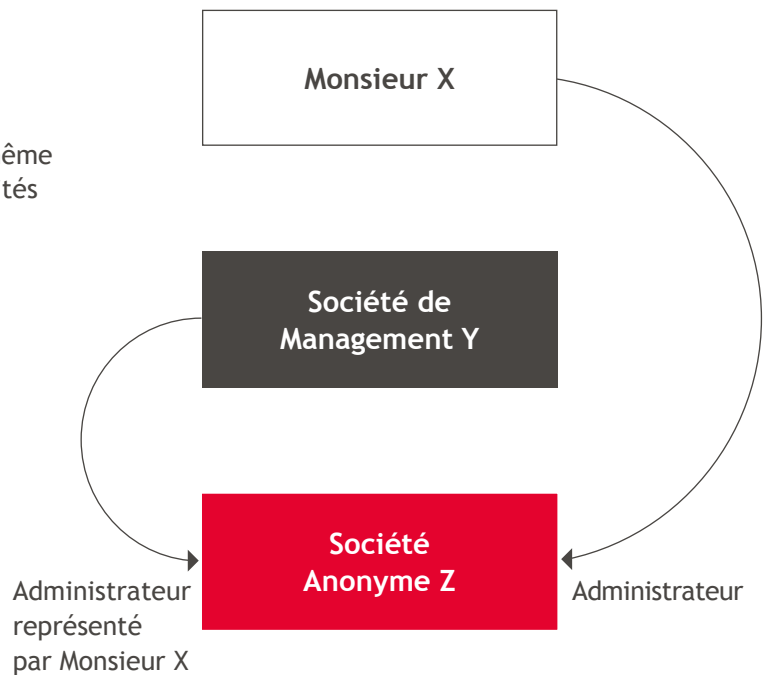 Monsieur X
ême
tés
Société de
Management Y
Société
Anonyme Z
Administrateur
représenté
par Monsieur X
Administrateur